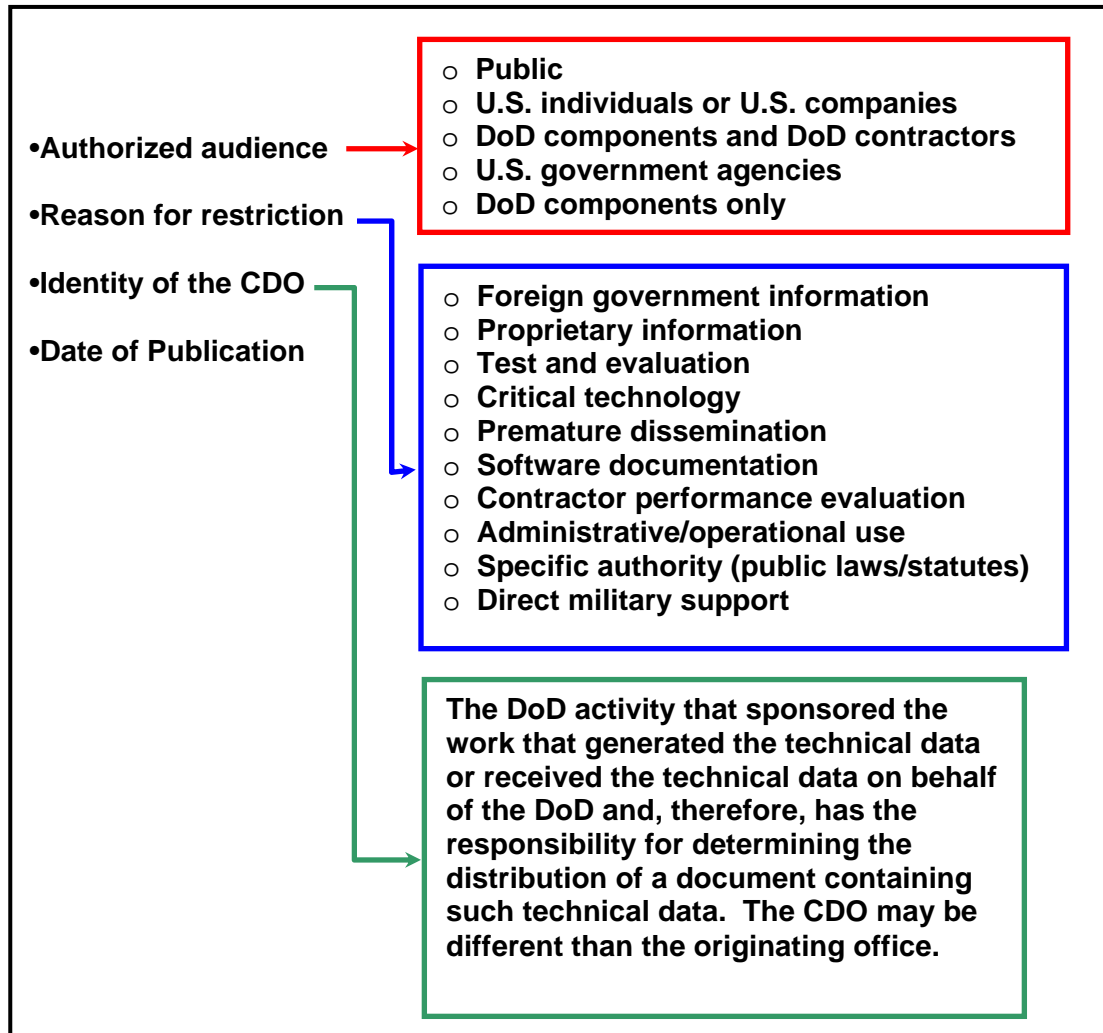 •Authorized audience
•Reason for restriction
•Identity of the CDO
•Date of Publication
o Public
o U.S. individuals or U.S. companies
o DoD components and DoD contractors
o U.S. government agencies
o DoD components only
o Foreign government information
o Proprietary information
o Test and evaluation
o Critical technology
o Premature dissemination
o Software documentation
o Contractor performance evaluation
o Administrative/operational use
o Specific authority (public laws/statutes)
o Direct military support
The DoD activity that sponsored the
work that generated the technical data
or received the technical data on behalf
of the DoD and, therefore, has the
responsibility for determining the
distribution of a document containing
such technical data.  The CDO may be
different than the originating office.